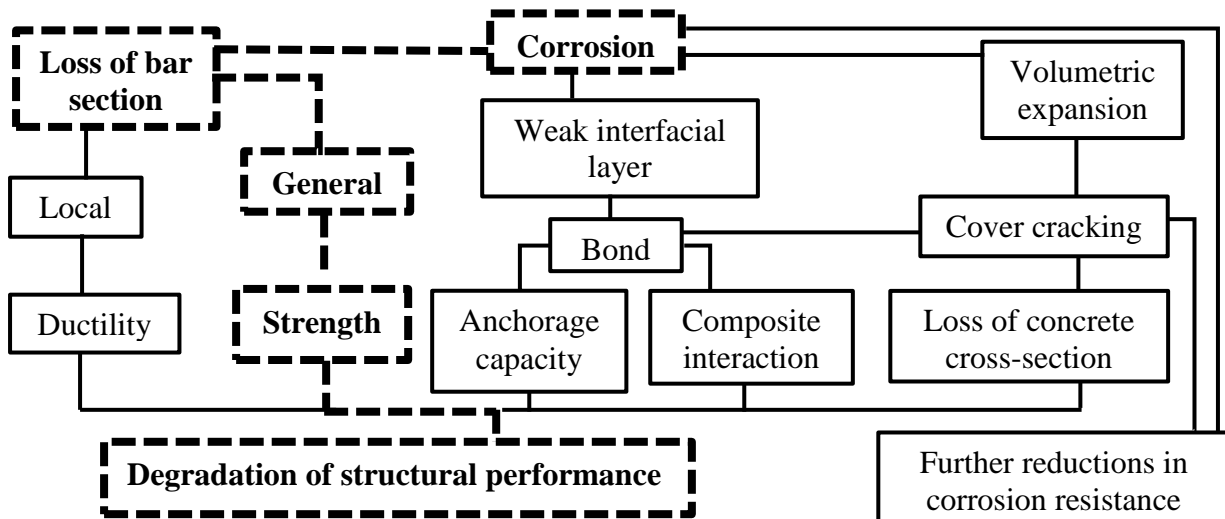 Loss of bar
section
Corrosion
Volumetric
expansion
Weak interfacial
layer
General
Local
Bond
Cover cracking
Ductility
Strength
Anchorage
capacity
Composite
interaction
Loss of concrete
cross-section
Degradation of structural performance
Further reductions in
corrosion resistance